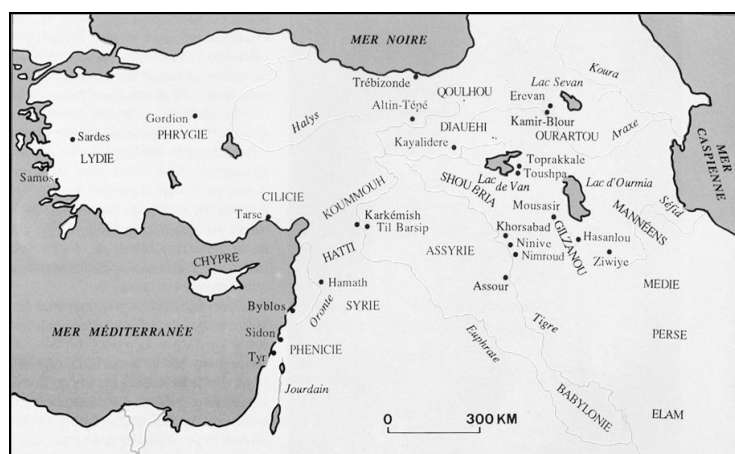 MER NOIRE
Trébizonde
QOULHOU
Lac Sevan
Koura
Erevan
Altin-Tépé
Gordion
PHRYGIE
Halys
Kamir-Blour
DIAUEHI
OURARTOU
Araxe
Sardes
LYDIE
Kayalidere
MER CASPIENNE
Toprakkale
Toushpa
Lac de Van
Samos
SHOUBRIA
Lac d'Ourmia
CILICIE
KOUMMOUH
Mousasir
MANNÉENS
Séfid
Tarse
Karkémish
Til Barsip
Khorsabad
GILZANOU
Hasanlou
Ninive
HATTI
ASSYRIE
Nimroud
Ziwiye
CHYPRE
Hamath
Assour
MEDIE
Byblos
Oronte
SYRIE
MER MÉDITERRANÉE
Sidon
Tigre
PERSE
Tyr
PHENICIE
Euphrate
Jourdain
BABYLONIE
ELAM
0 300 KM